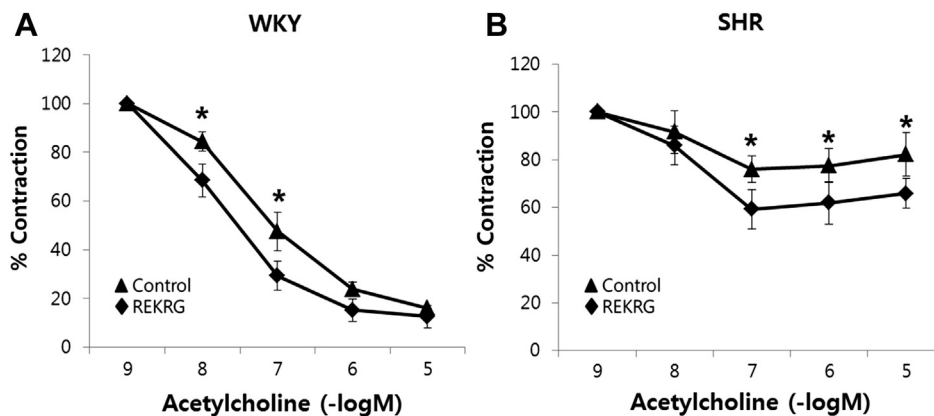 A
WKY
% Contraction
120
100
80
60
40
20
0
*
*
Control
REKRG
9 8 7 6 5
Acetylcholine (-logM)
B
SHR
% Contraction
120
100
80
60
40
20
0
*
*
*
Control
REKRG
9 8 7 6 5
Acetylcholine (-logM)